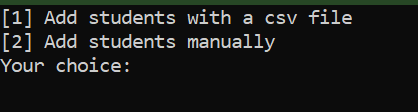 [1] Add students with a csv file
[2] Add students manually
Your choice: